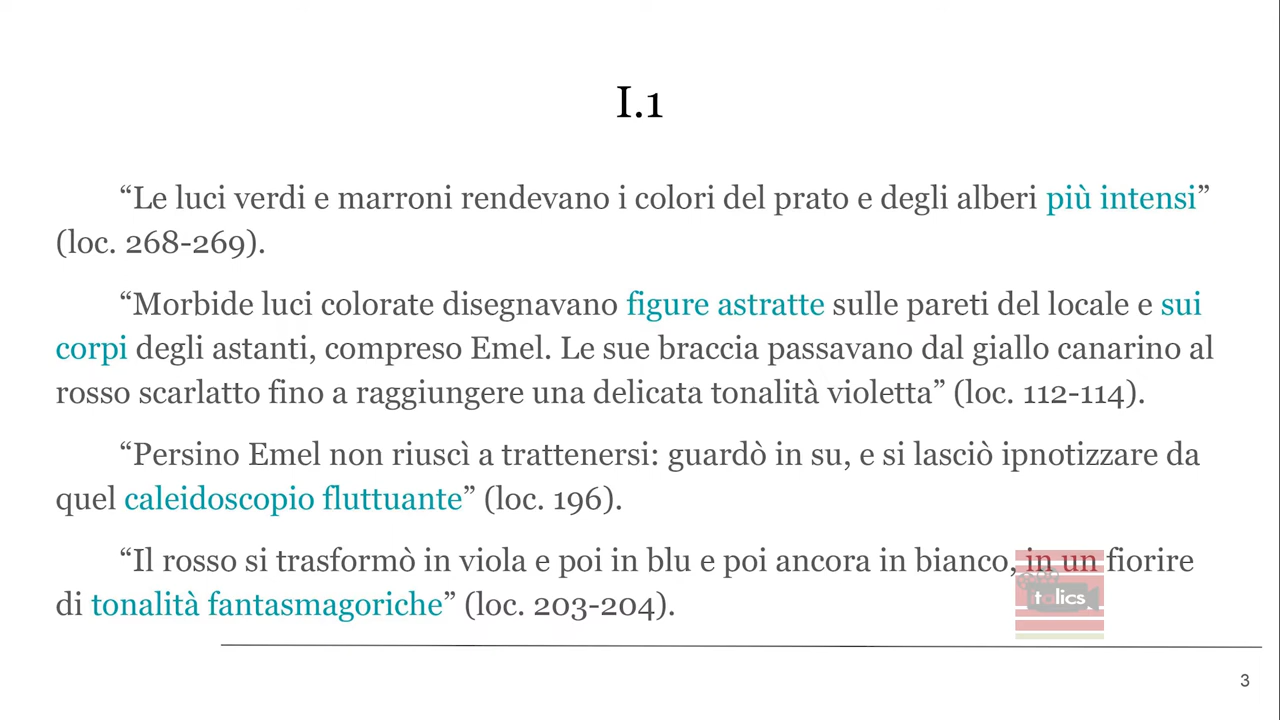 I.1
“Le luci verdi e marroni rendevano i colori del prato e degli alberi più intensi”
(loc. 268-269).
“Morbide luci colorate disegnavano figure astratte sulle pareti del locale e sui
corpi degli astanti, compreso Emel. Le sue braccia passavano dal giallo canarino al
rosso scarlatto fino a raggiungere una delicata tonalità violetta” (loc. 112-114).
“Persino Emel non riuscì a trattenersi: guardò in su, e si lasciò ipnotizzare da
quel caleidoscopio fluttuante” (loc. 196).
“Il rosso si trasformò in viola e poi in blu e poi ancora in bianco, in un fiorire
di tonalità fantasmagoriche” (loc. 203-204).
italics
3